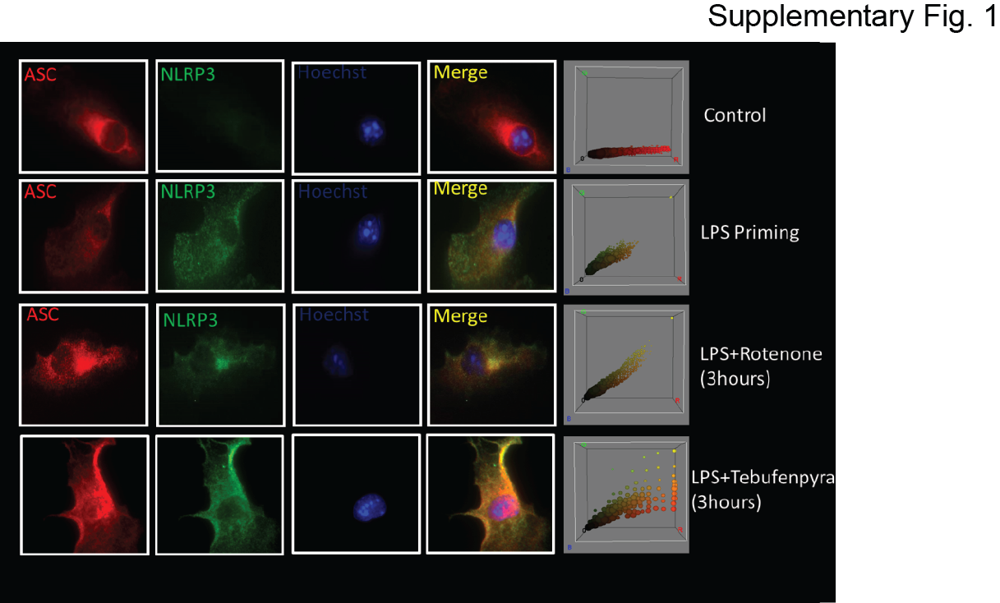 Supplementary Fig. 1
ASC NLRP3 Hoechst Merge
Control
ASC NLRP3 Hoechst Merge
LPS Priming
ASC NLRP3 Hoechst Merge
LPS+Rotenone
(3hours)
LPS+Tebufenpyra
(3hours)